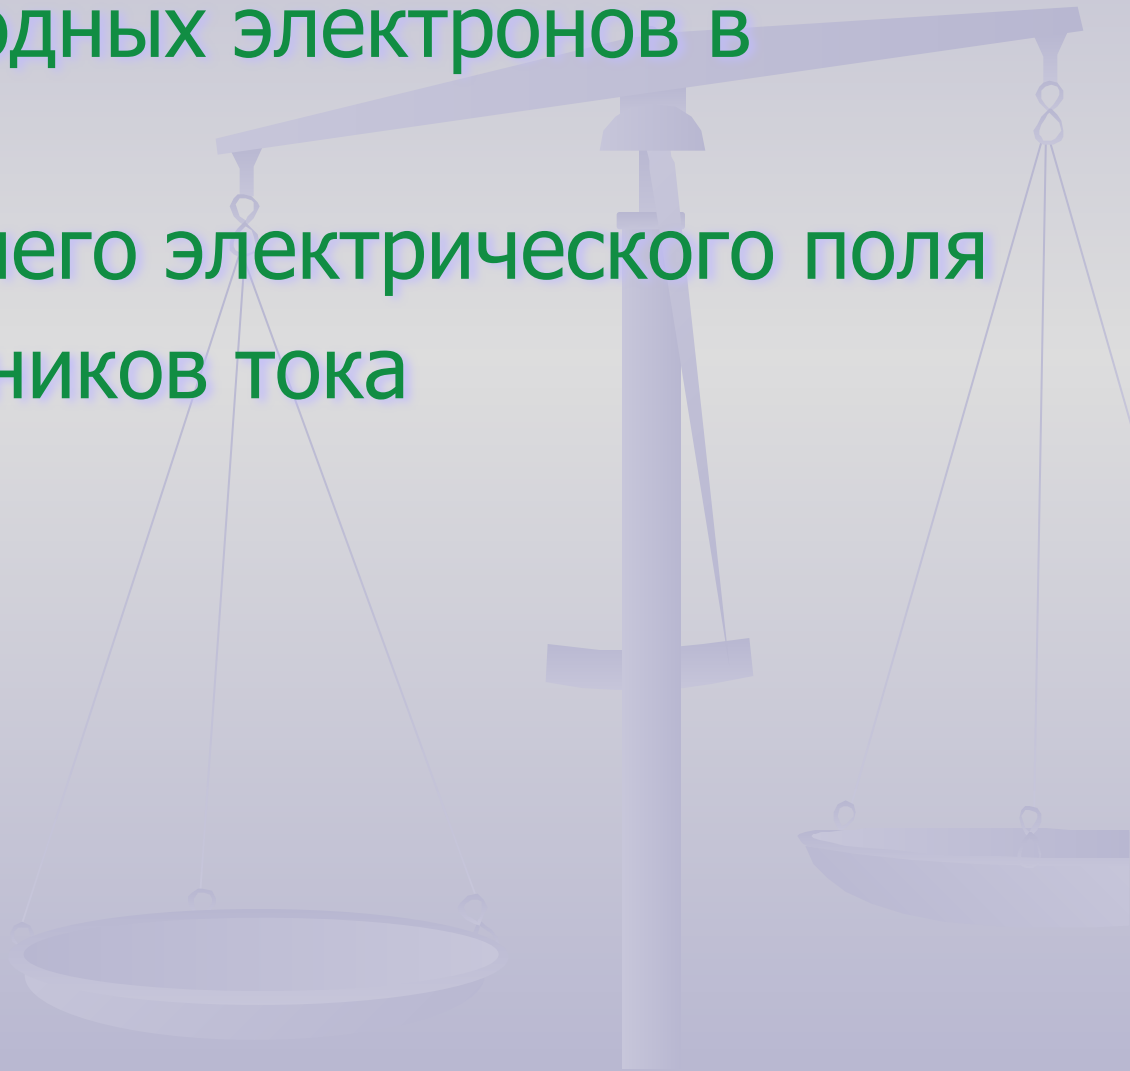 одных электронов в
него электрического поля
ников тока